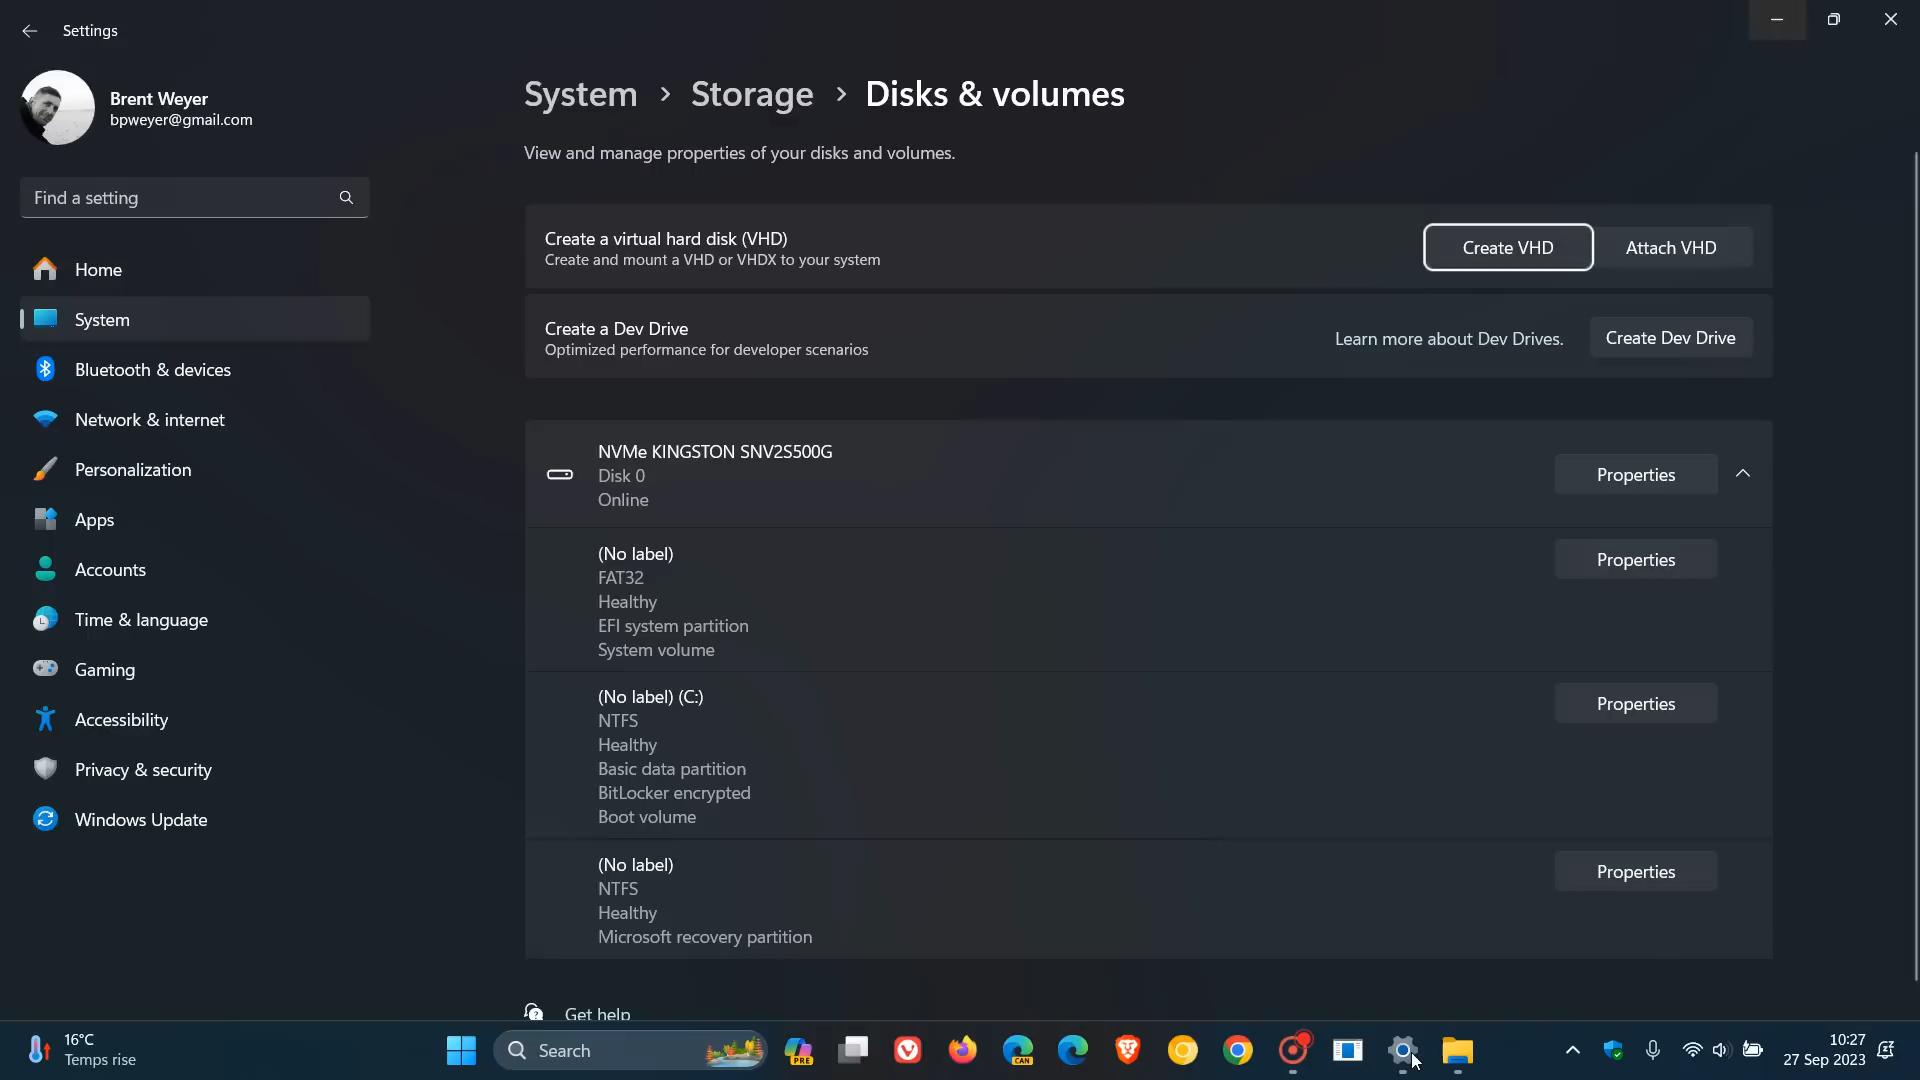 Settings
Brent Weyer
bpweyer@gmail.com
Find a setting
Home
System
Bluetooth & devices
Network & internet
Personalization
Apps
Accounts
Time & language
Gaming
Accessibility
Privacy & security
Windows Update
System > Storage > Disks & volumes
View and manage properties of your disks and volumes.
Create a virtual hard disk (VHD)
Create and mount a VHD or VHDX to your system
Create VHD
Attach VHD
Create a Dev Drive
Optimized performance for developer scenarios
Learn more about Dev Drives.
Create Dev Drive
NVMe KINGSTON SNV2S500G
Disk 0
Online
Properties
(No label)
FAT32
Healthy
EFI system partition
System volume
Properties
(No label) (C:)
NTFS
Healthy
Basic data partition
BitLocker encrypted
Boot volume
Properties
(No label)
NTFS
Healthy
Microsoft recovery partition
Properties
Get help
16°C
Temps rise
Search
PRE
CAN
10:27
27 Sep 2023